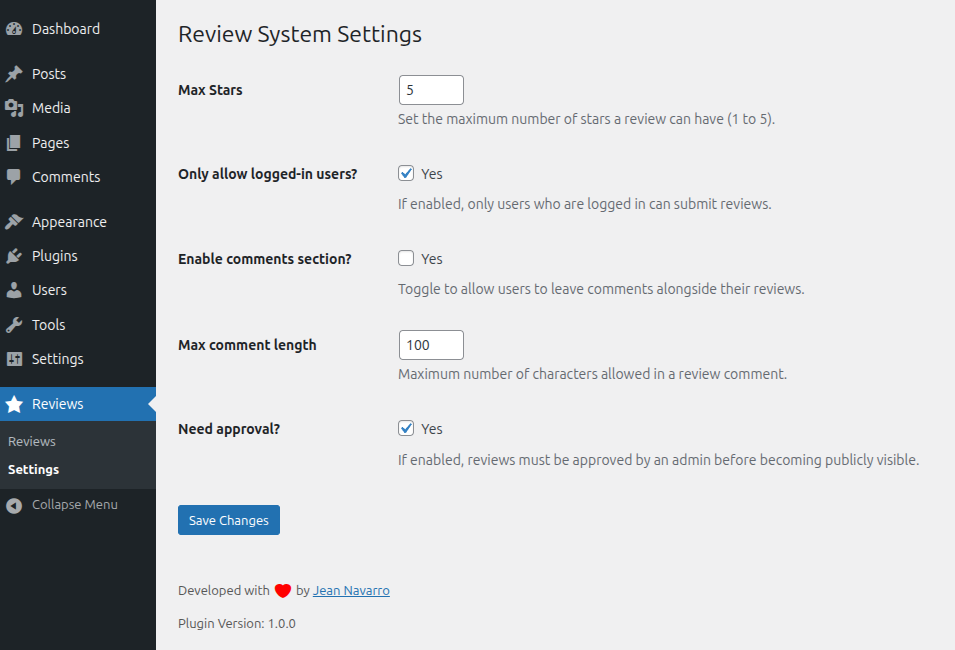 Dashboard
Posts
Media
Pages
Comments
Appearance
Plugins
Users
Tools
Settings
Reviews
Reviews
Settings
Collapse Menu
Review System Settings
Max Stars
5
Set the maximum number of stars a review can have (1 to 5).
Only allow logged-in users?
Yes
If enabled, only users who are logged in can submit reviews.
Enable comments section?
Yes
Toggle to allow users to leave comments alongside their reviews.
Max comment length
100
Maximum number of characters allowed in a review comment.
Need approval?
Yes
If enabled, reviews must be approved by an admin before becoming publicly visible.
Save Changes
Developed with ❤ by Jean Navarro
Plugin Version: 1.0.0